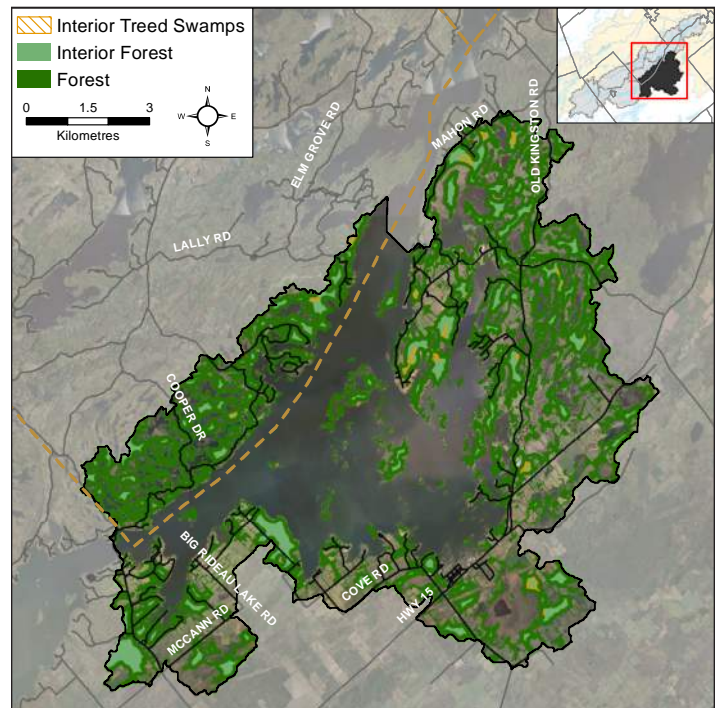 Interior Treed Swamps
Interior Forest
Forest
0 1.5 3
Kilometres
N
W E
S
MAHON RD
OLD KINGSTON RD
ELM GROVE RD
LALLY RD
COOPER DR
BIG RIDEAU LAKE RD
COVE RD
HWY 15
MCCANN RD